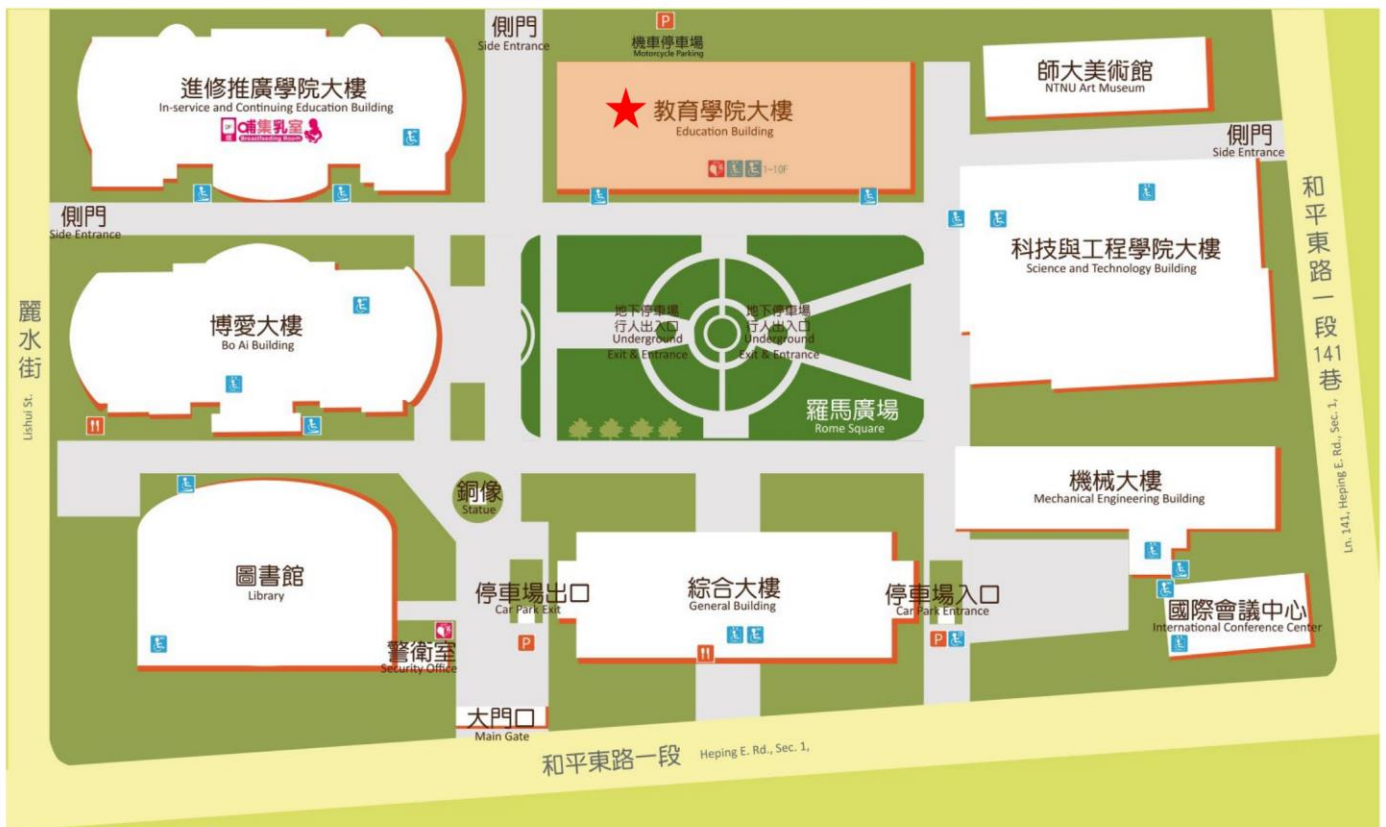 側門
Side Entrance
P
機車停車場
Motorcycle Parking
進修推廣學院大樓
In-service and Continuing Education Building
哺集乳室
Breastfeeding Room
教育學院大樓
Education Building
1~10F
師大美術館
NTNU Art Museum
側門
Side Entrance
側門
Side Entrance
科技與工程學院大樓
Science and Technology Building
和平東路一段141巷
Ln. 141, Heping E. Rd., Sec. 1,
麗水街
Lishui St.
博愛大樓
Bo Ai Building
地下停車場
行人出入口
Underground
Exit & Entrance
地下停車場
行人出入口
Underground
Exit & Entrance
羅馬廣場
Rome Square
銅像
Statue
機械大樓
Mechanical Engineering Building
圖書館
Library
停車場出口
Car Park Exit
P
綜合大樓
General Building
停車場入口
Car Park Entrance
P
國際會議中心
International Conference Center
警衛室
Security Office
大門口
Main Gate
和平東路一段
Heping E. Rd., Sec. 1,